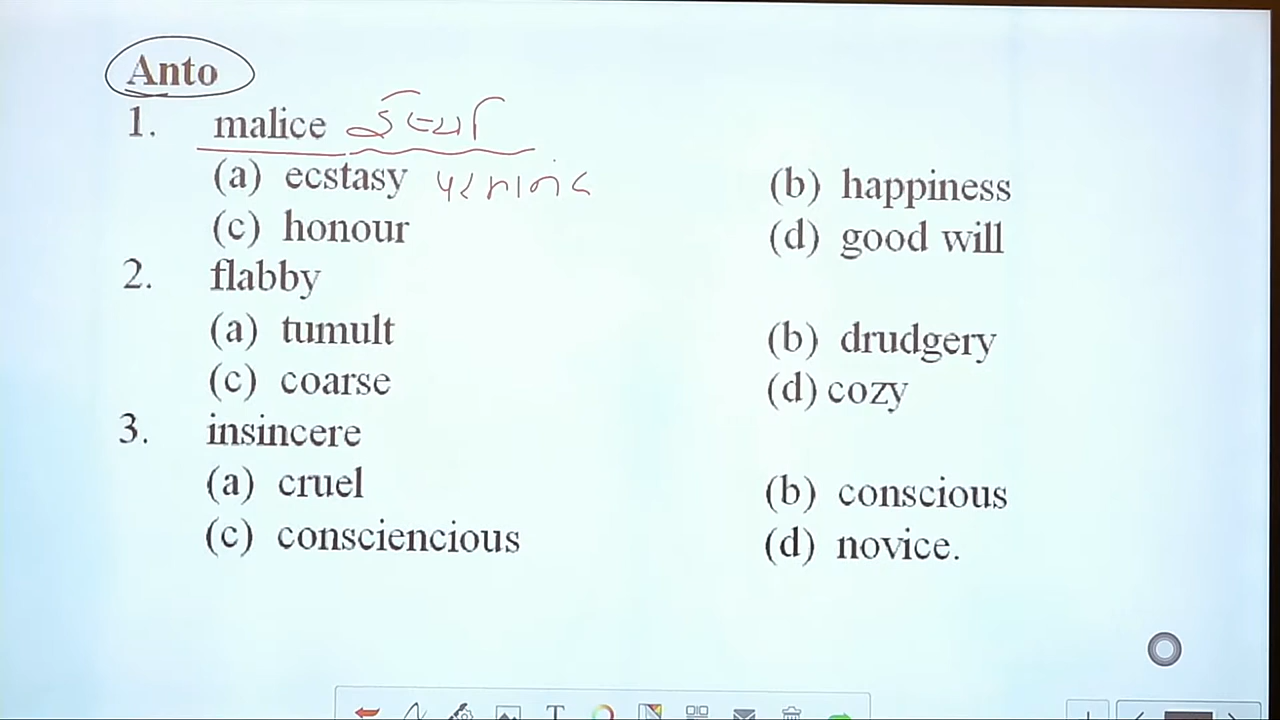 Anto
1. malice
(a) ecstasy (b) happiness
(c) honour (d) good will
2. flabby
(a) tumult (b) drudgery
(c) coarse (d) cozy
3. insincere
(a) cruel (b) conscious
(c) consciencious (d) novice.